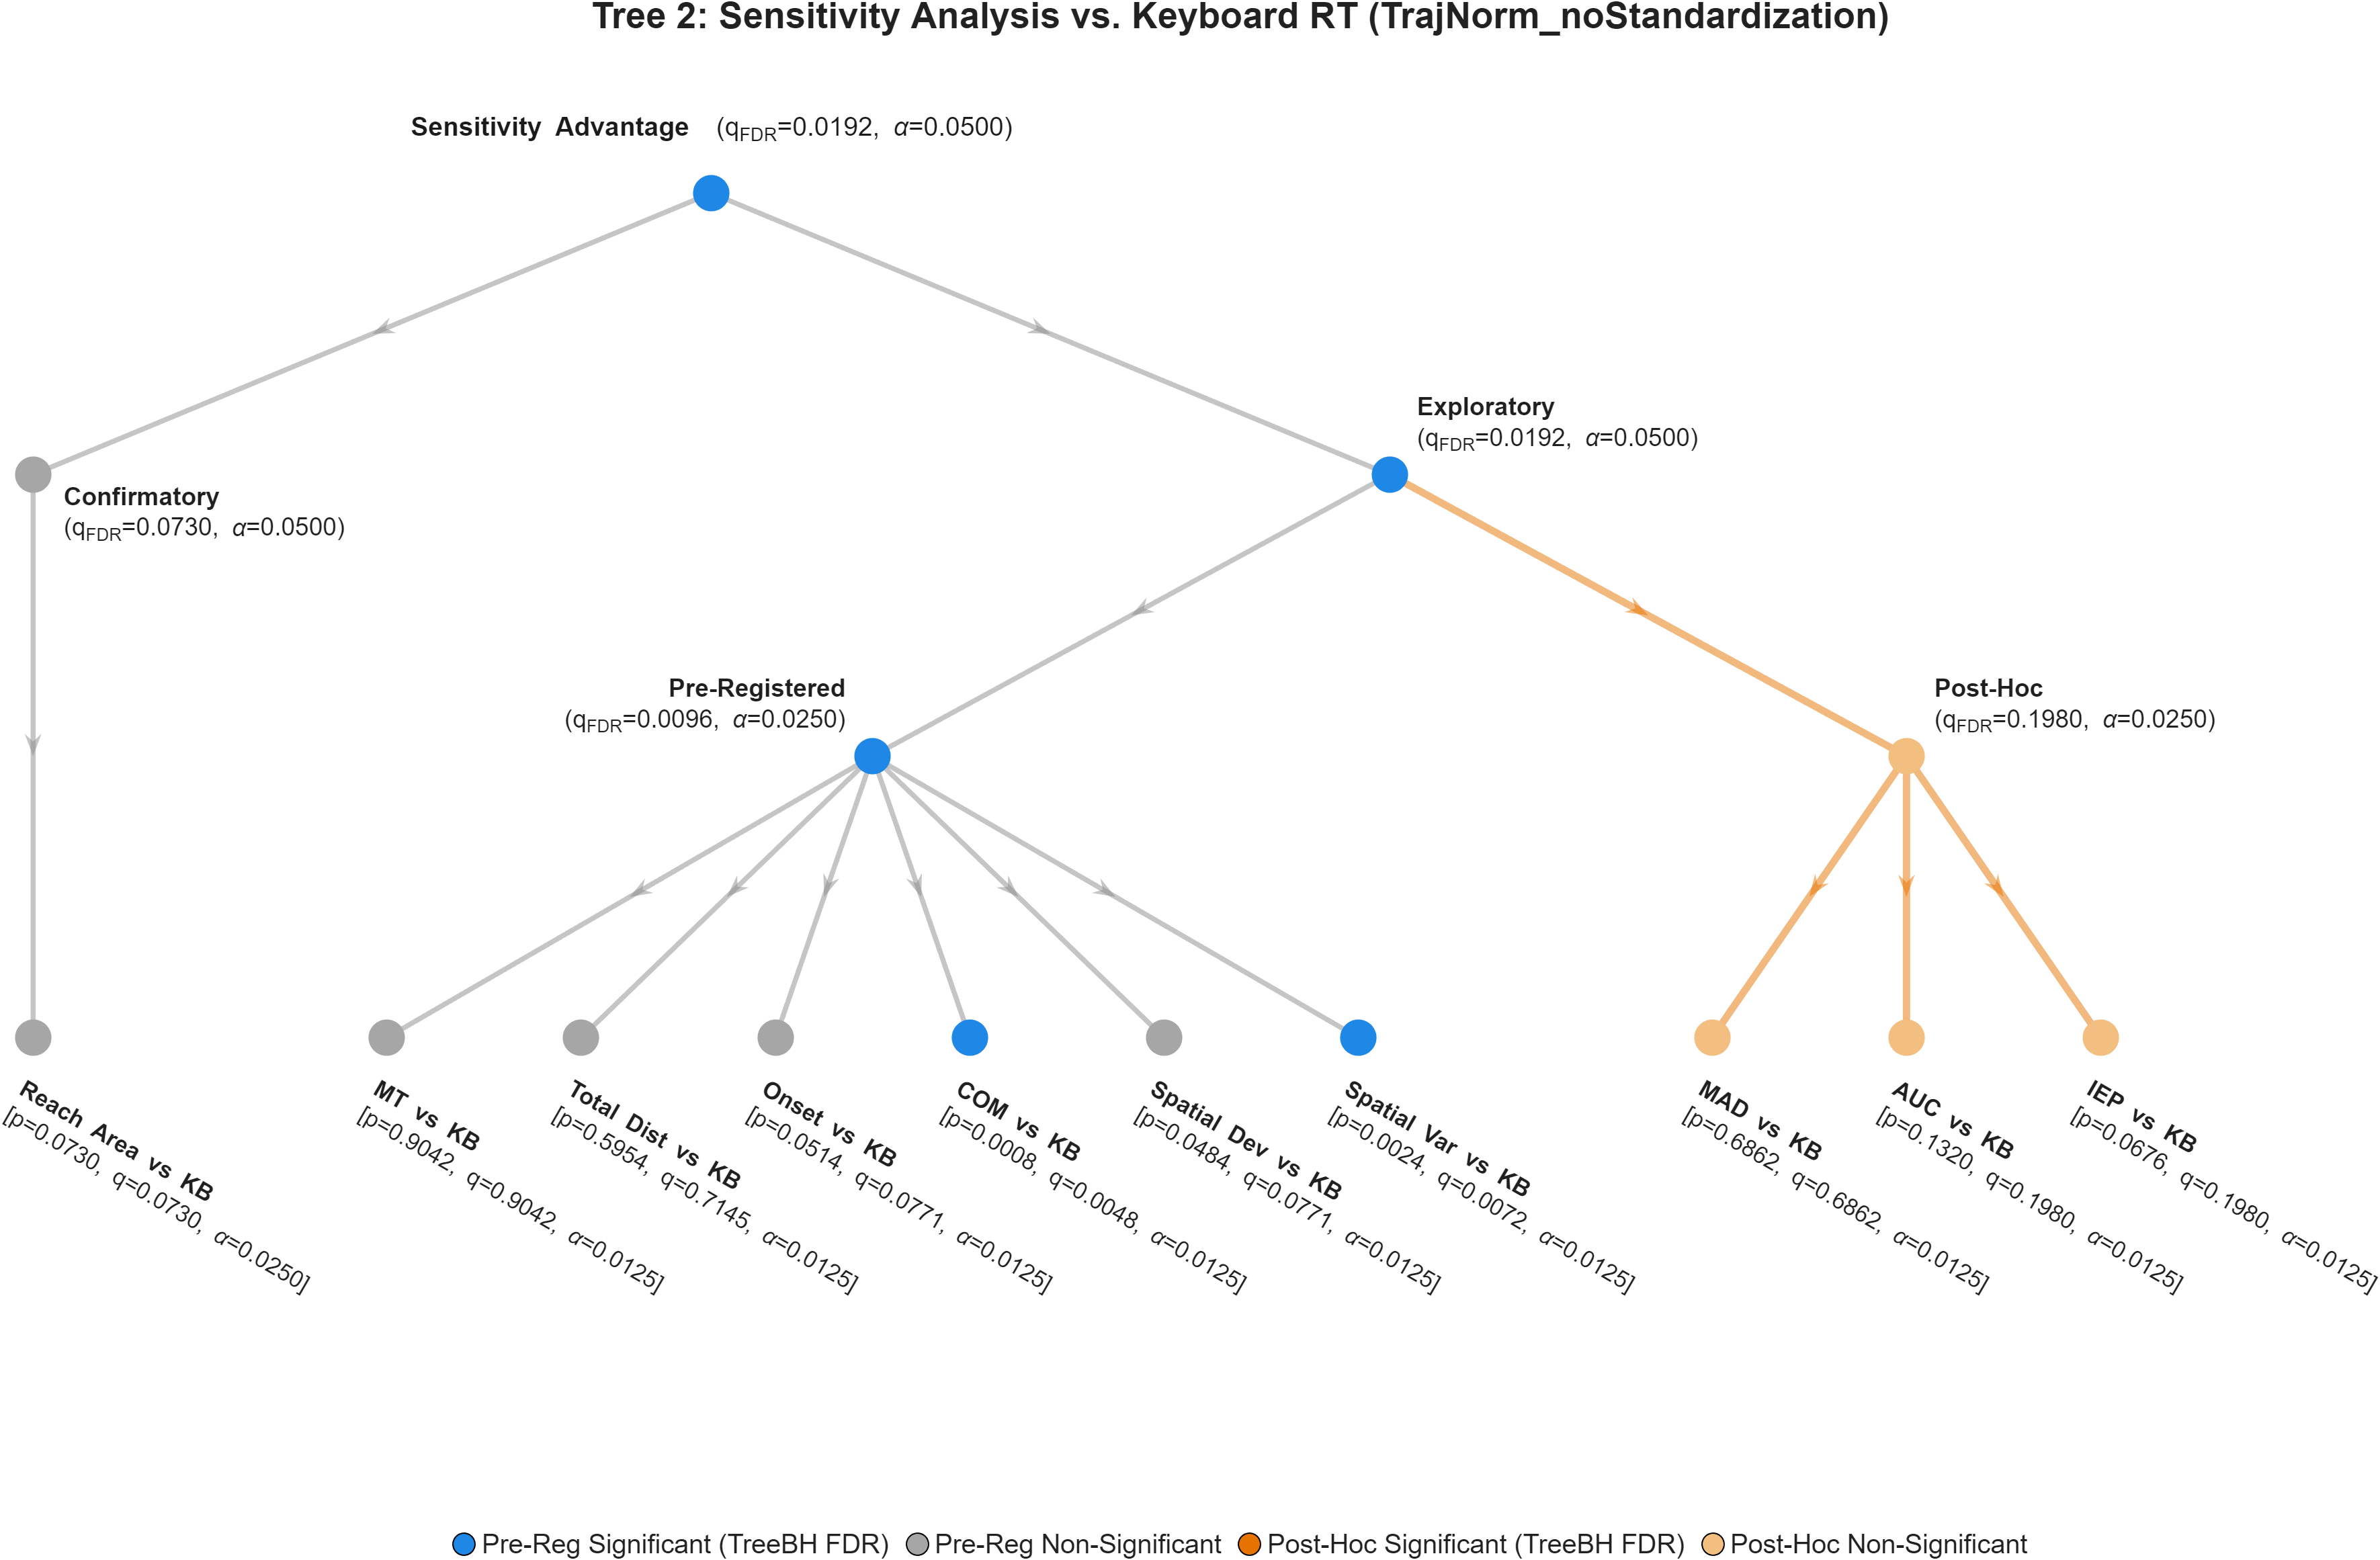 Tree 2: Sensitivity Analysis vs. Keyboard RT (TrajNorm_noStandardization)
Sensitivity Advantage (qFDR=0.0192, α=0.0500)
Exploratory
(qFDR=0.0192, α=0.0500)
Confirmatory
(qFDR=0.0730, α=0.0500)
Pre-Registered
(qFDR=0.0096, α=0.0250)
Post-Hoc
(qFDR=0.1980, α=0.0250)
Reach Area vs KB
[p=0.0730, q=0.0730, α=0.0250]
MT vs KB
[p=0.9042, q=0.9042, α=0.0125]
Total Dist vs KB
[p=0.5954, q=0.7145, α=0.0125]
Onset vs KB
[p=0.0514, q=0.0771, α=0.0125]
COM vs KB
[p=0.0008, q=0.0048, α=0.0125]
Spatial Dev vs KB
[p=0.0484, q=0.0771, α=0.0125]
Spatial Var vs KB
[p=0.0024, q=0.0072, α=0.0125]
MAD vs KB
[p=0.6862, q=0.6862, α=0.0125]
AUC vs KB
[p=0.1320, q=0.1980, α=0.0125]
IEP vs KB
[p=0.0676, q=0.1980, α=0.0125]
Pre-Reg Significant (TreeBH FDR) Pre-Reg Non-Significant Post-Hoc Significant (TreeBH FDR) Post-Hoc Non-Significant